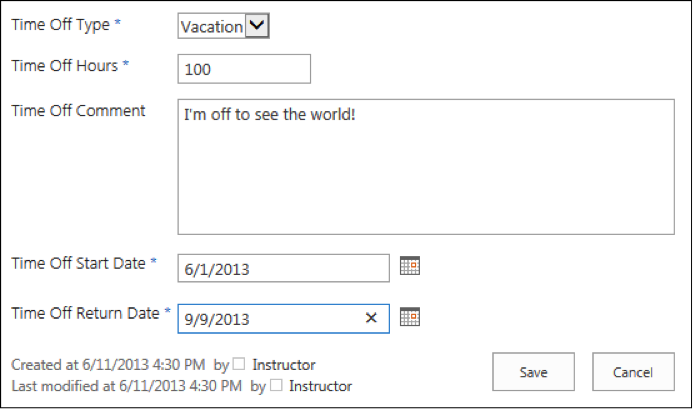 Time Off Type * Vacation
Time Off Hours * 100
Time Off Comment I'm off to see the world!
Time Off Start Date * 6/1/2013
Time Off Return Date * 9/9/2013
Created at 6/11/2013 4:30 PM by Instructor
Last modified at 6/11/2013 4:30 PM by Instructor
Save Cancel